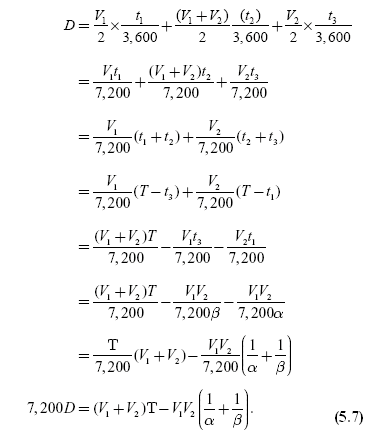 D = V₁/2 × t₁/3,600 + (V₁ + V₂)/2 (t₂)/3,600 + V₂/2 × t₃/3,600
= V₁t₁/7,200 + (V₁ + V₂)t₂/7,200 + V₂t₃/7,200
= V₁/7,200 (t₁ + t₂) + V₂/7,200 (t₂ + t₃)
= V₁/7,200 (T − t₃) + V₂/7,200 (T − t₁)
= (V₁ + V₂)T/7,200 − V₁t₃/7,200 − V₂t₁/7,200
= (V₁ + V₂)T/7,200 − V₁V₂/7,200β − V₁V₂/7,200α
= T/7,200 (V₁ + V₂) − V₁V₂/7,200 (1/α + 1/β)
7,200D = (V₁ + V₂)T − V₁V₂ (1/α + 1/β). (5.7)